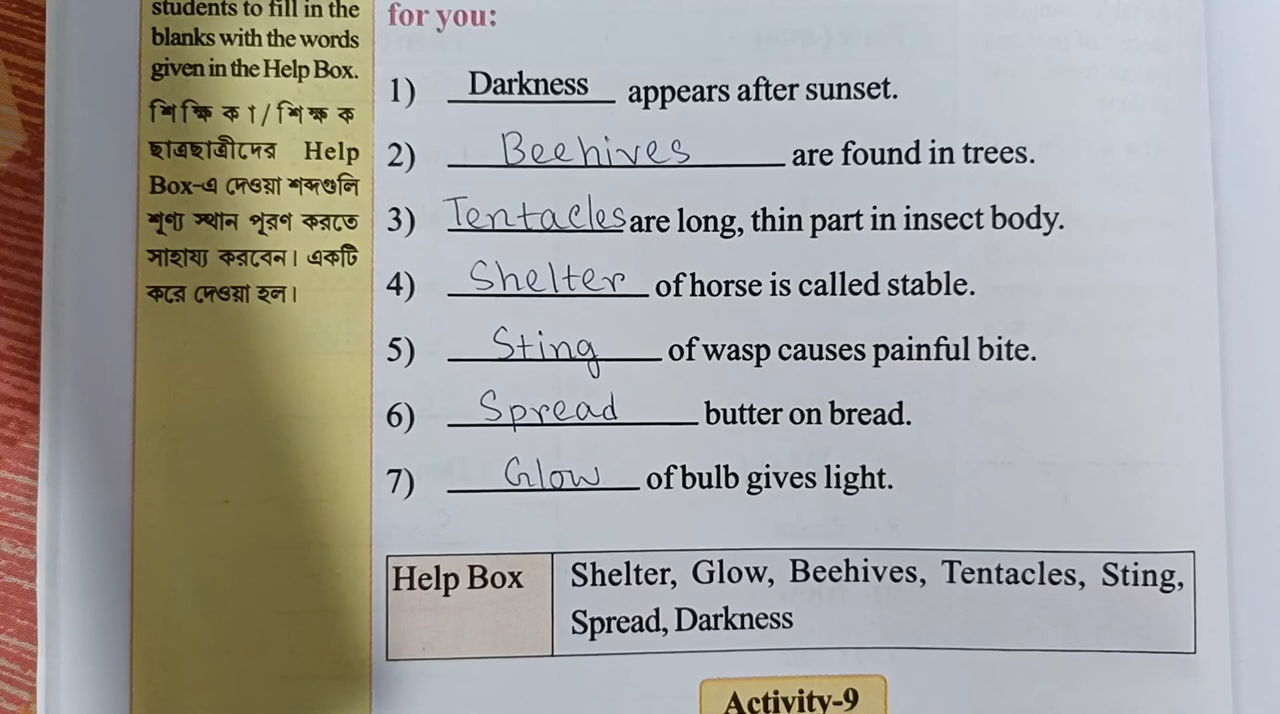 students to fill in the
blanks with the words
given in the Help Box.
শিক্ষিকা/শিক্ষক
ছাত্রছাত্রীদের Help
Box-এ দেওয়া শব্দগুলি
শূণ্য স্থান পূরণ করতে
সাহায্য করবেন। একটি
করে দেওয়া হল।
for you:
1) Darkness appears after sunset.
2) Beehives are found in trees.
3) Tentacles are long, thin part in insect body.
4) Shelter of horse is called stable.
5) Sting of wasp causes painful bite.
6) Spread butter on bread.
7) Glow of bulb gives light.
Help Box
Shelter, Glow, Beehives, Tentacles, Sting,
Spread, Darkness
Activity-9